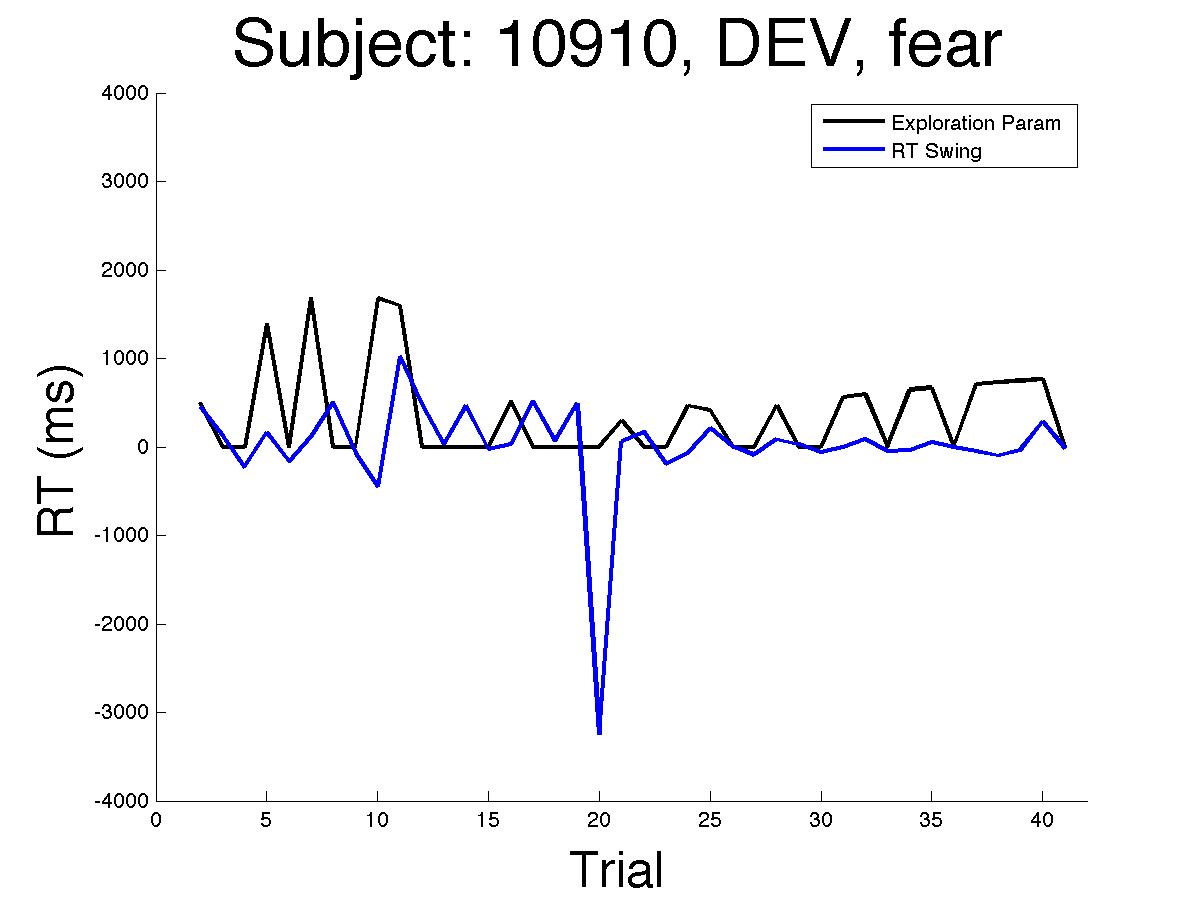 Subject: 10910, DEV, fear
4000
3000
2000
1000
0
-1000
-2000
-3000
-4000
RT (ms)
Exploration Param
RT Swing
0 5 10 15 20 25 30 35 40
Trial